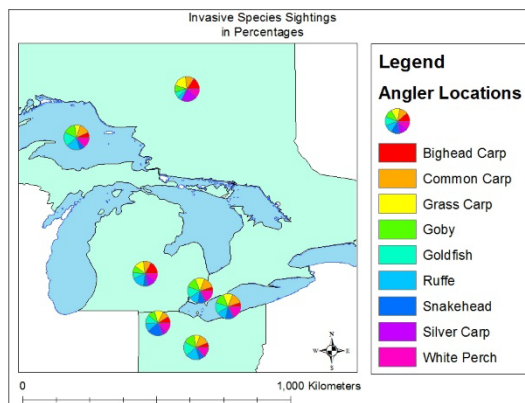 Invasive Species Sightings
in Percentages
N
W
E
S
0
1,000 Kilometers
Legend
Angler Locations
Bighead Carp
Common Carp
Grass Carp
Goby
Goldfish
Ruffe
Snakehead
Silver Carp
White Perch